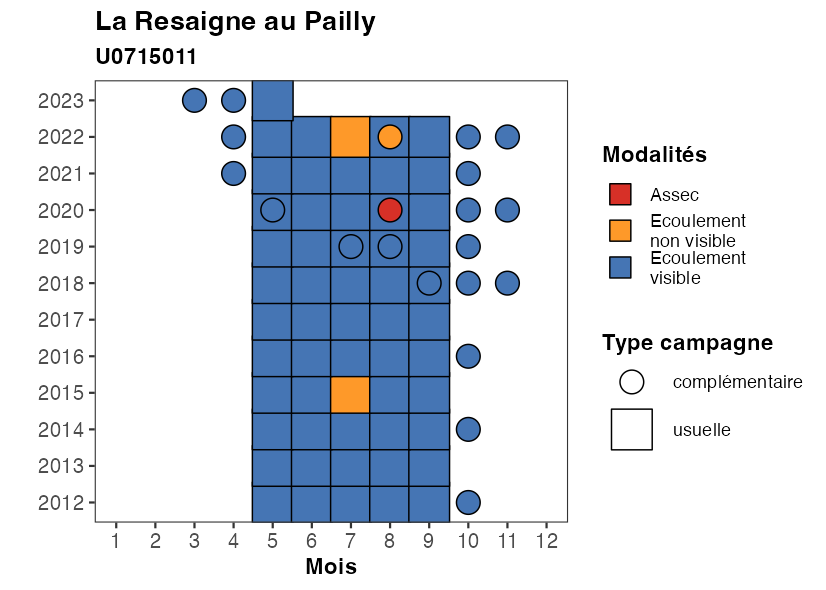 La Resaigne au Pailly
U0715011
2023
2022
2021
2020
2019
2018
2017
2016
2015
2014
2013
2012
1 2 3 4 5 6 7 8 9 10 11 12
Mois
Modalités
Assec
Ecoulement
non visible
Ecoulement
visible
Type campagne
complémentaire
usuelle